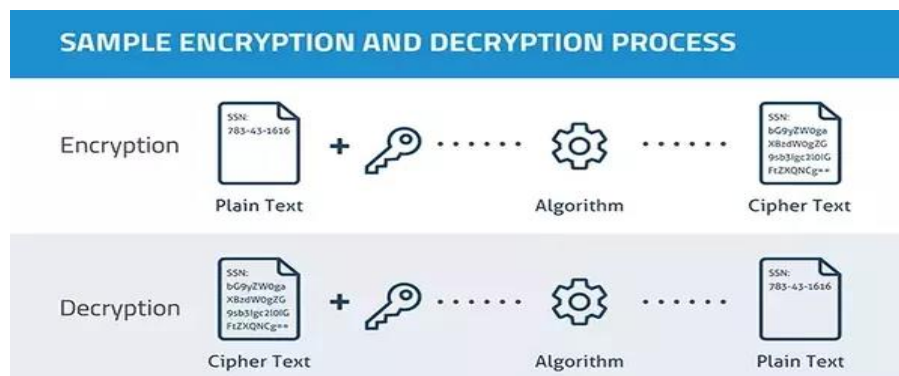 SAMPLE ENCRYPTION AND DECRYPTION PROCESS
Encryption
SSN:
783-43-1616
+
Plain Text
Algorithm
SSN:
bG9yZW0ga
XBzdW0gZG
9sb3Igc2l0IG
FtZXQNCg==
Cipher Text
Decryption
SSN:
bG9yZW0ga
XBzdW0gZG
9sb3Igc2l0IG
FtZXQNCg==
+
Cipher Text
Algorithm
SSN:
783-43-1616
Plain Text